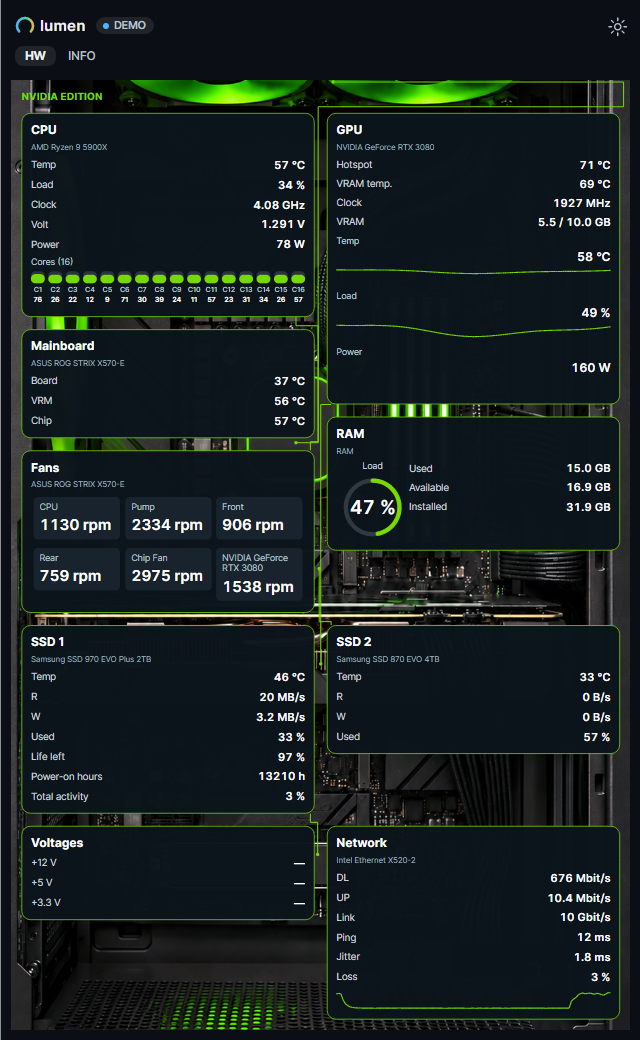 lumen
DEMO
HW
INFO
NVIDIA EDITION
CPU
AMD Ryzen 9 5900X
Temp 57 °C
Load 34 %
Clock 4.08 GHz
Volt 1.291 V
Power 78 W
Cores (16)
C1 C2 C3 C4 C5 C6 C7 C8 C9 C10 C11 C12 C13 C14 C15 C16
76 26 22 12 9 71 30 39 24 11 57 23 31 34 26 57
GPU
NVIDIA GeForce RTX 3080
Hotspot 71 °C
VRAM temp. 69 °C
Clock 1927 MHz
VRAM 5.5 / 10.0 GB
Temp
58 °C
Load
49 %
Power
160 W
Mainboard
ASUS ROG STRIX X570-E
Board 37 °C
VRM 56 °C
Chip 57 °C
RAM
RAM
Load
47 %
Used 15.0 GB
Available 16.9 GB
Installed 31.9 GB
Fans
ASUS ROG STRIX X570-E
CPU
1130 rpm
Pump
2334 rpm
Front
906 rpm
Rear
759 rpm
Chip Fan
2975 rpm
NVIDIA GeForce
RTX 3080
1538 rpm
SSD 1
Samsung SSD 970 EVO Plus 2TB
Temp 46 °C
R 20 MB/s
W 3.2 MB/s
Used 33 %
Life left 97 %
Power-on hours 13210 h
Total activity 3 %
SSD 2
Samsung SSD 870 EVO 4TB
Temp 33 °C
R 0 B/s
W 0 B/s
Used 57 %
Voltages
+12 V —
+5 V —
+3.3 V —
Network
Intel Ethernet X520-2
DL 676 Mbit/s
UP 10.4 Mbit/s
Link 10 Gbit/s
Ping 12 ms
Jitter 1.8 ms
Loss 3 %